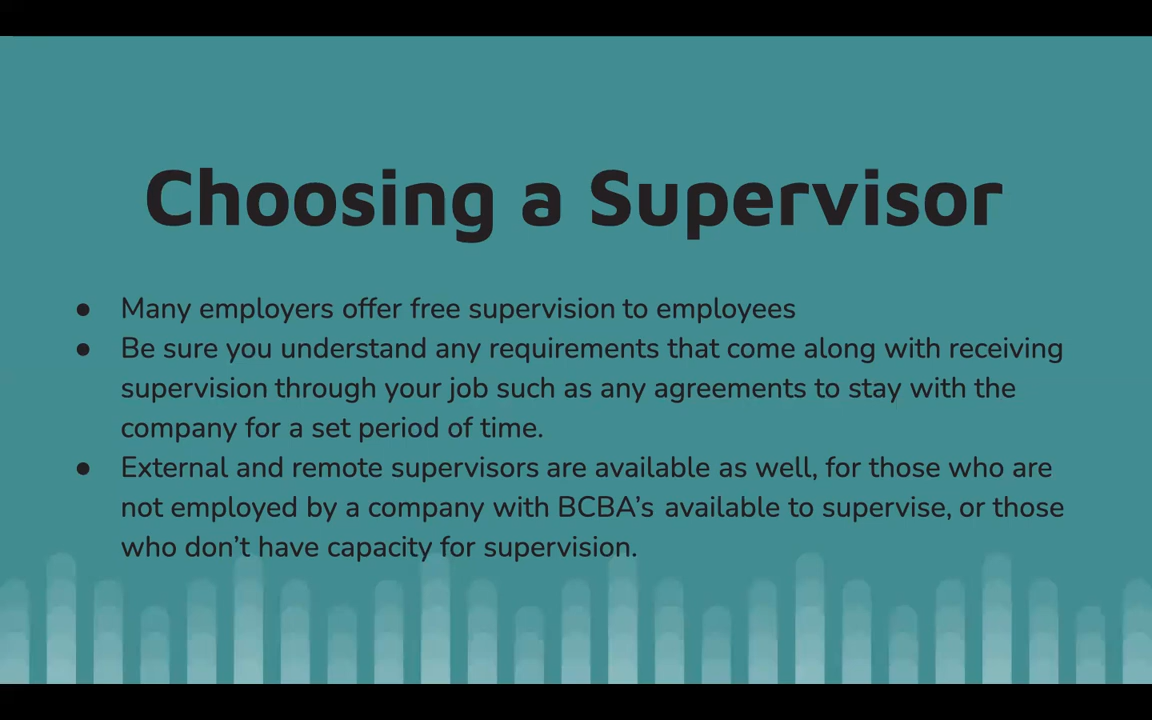 Choosing a Supervisor
● Many employers offer free supervision to employees
● Be sure you understand any requirements that come along with receiving
supervision through your job such as any agreements to stay with the
company for a set period of time.
● External and remote supervisors are available as well, for those who are
not employed by a company with BCBA’s available to supervise, or those
who don’t have capacity for supervision.